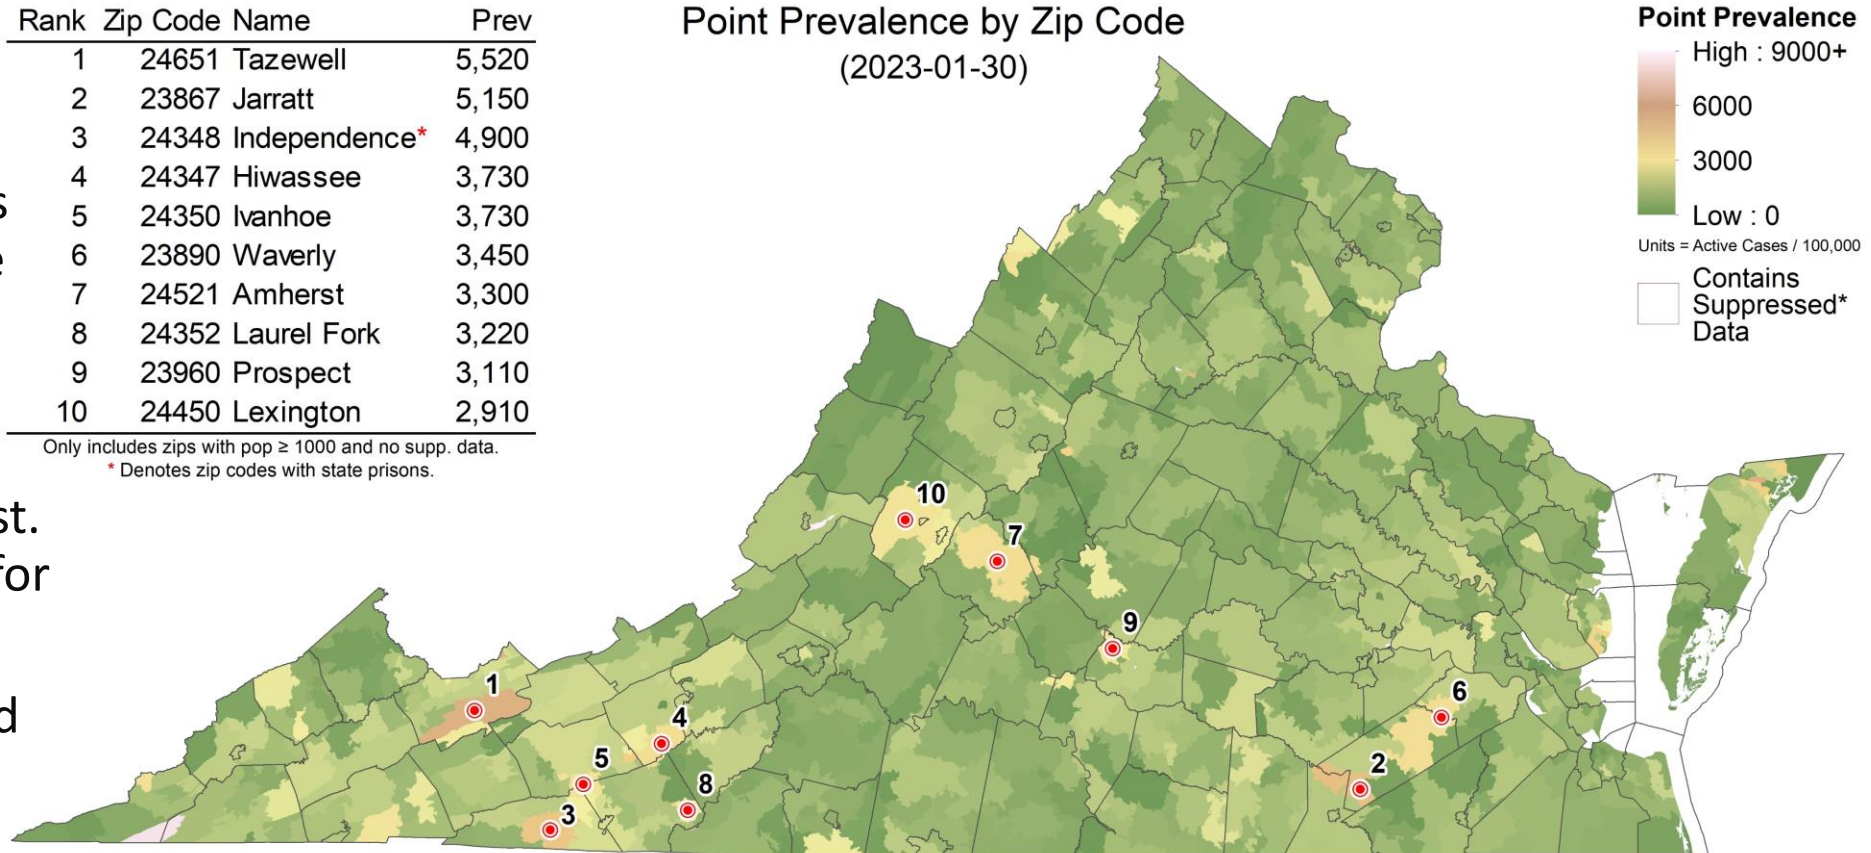 Rank Zip Code Name Prev
1 24651 Tazewell 5,520
2 23867 Jarratt 5,150
3 24348 Independence* 4,900
4 24347 Hiwassee 3,730
5 24350 Ivanhoe 3,730
6 23890 Waverly 3,450
7 24521 Amherst 3,300
8 24352 Laurel Fork 3,220
9 23960 Prospect 3,110
10 24450 Lexington 2,910
Only includes zips with pop ≥ 1000 and no supp. data.
* Denotes zip codes with state prisons.
s
e
st.
for
d
Point Prevalence by Zip Code
(2023-01-30)
Point Prevalence
High : 9000+
6000
3000
Low : 0
Units = Active Cases / 100,000
Contains
Suppressed*
Data
10
7
9
1
4
6
5
8
2
3